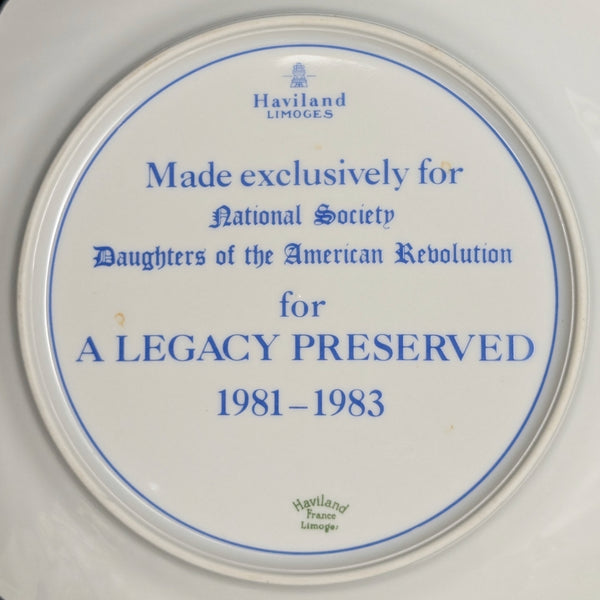 Haviland
LIMOGES
Made exclusively for
National Society
Daughters of the American Revolution
for
A LEGACY PRESERVED
1981–1983
Haviland
France
Limoges